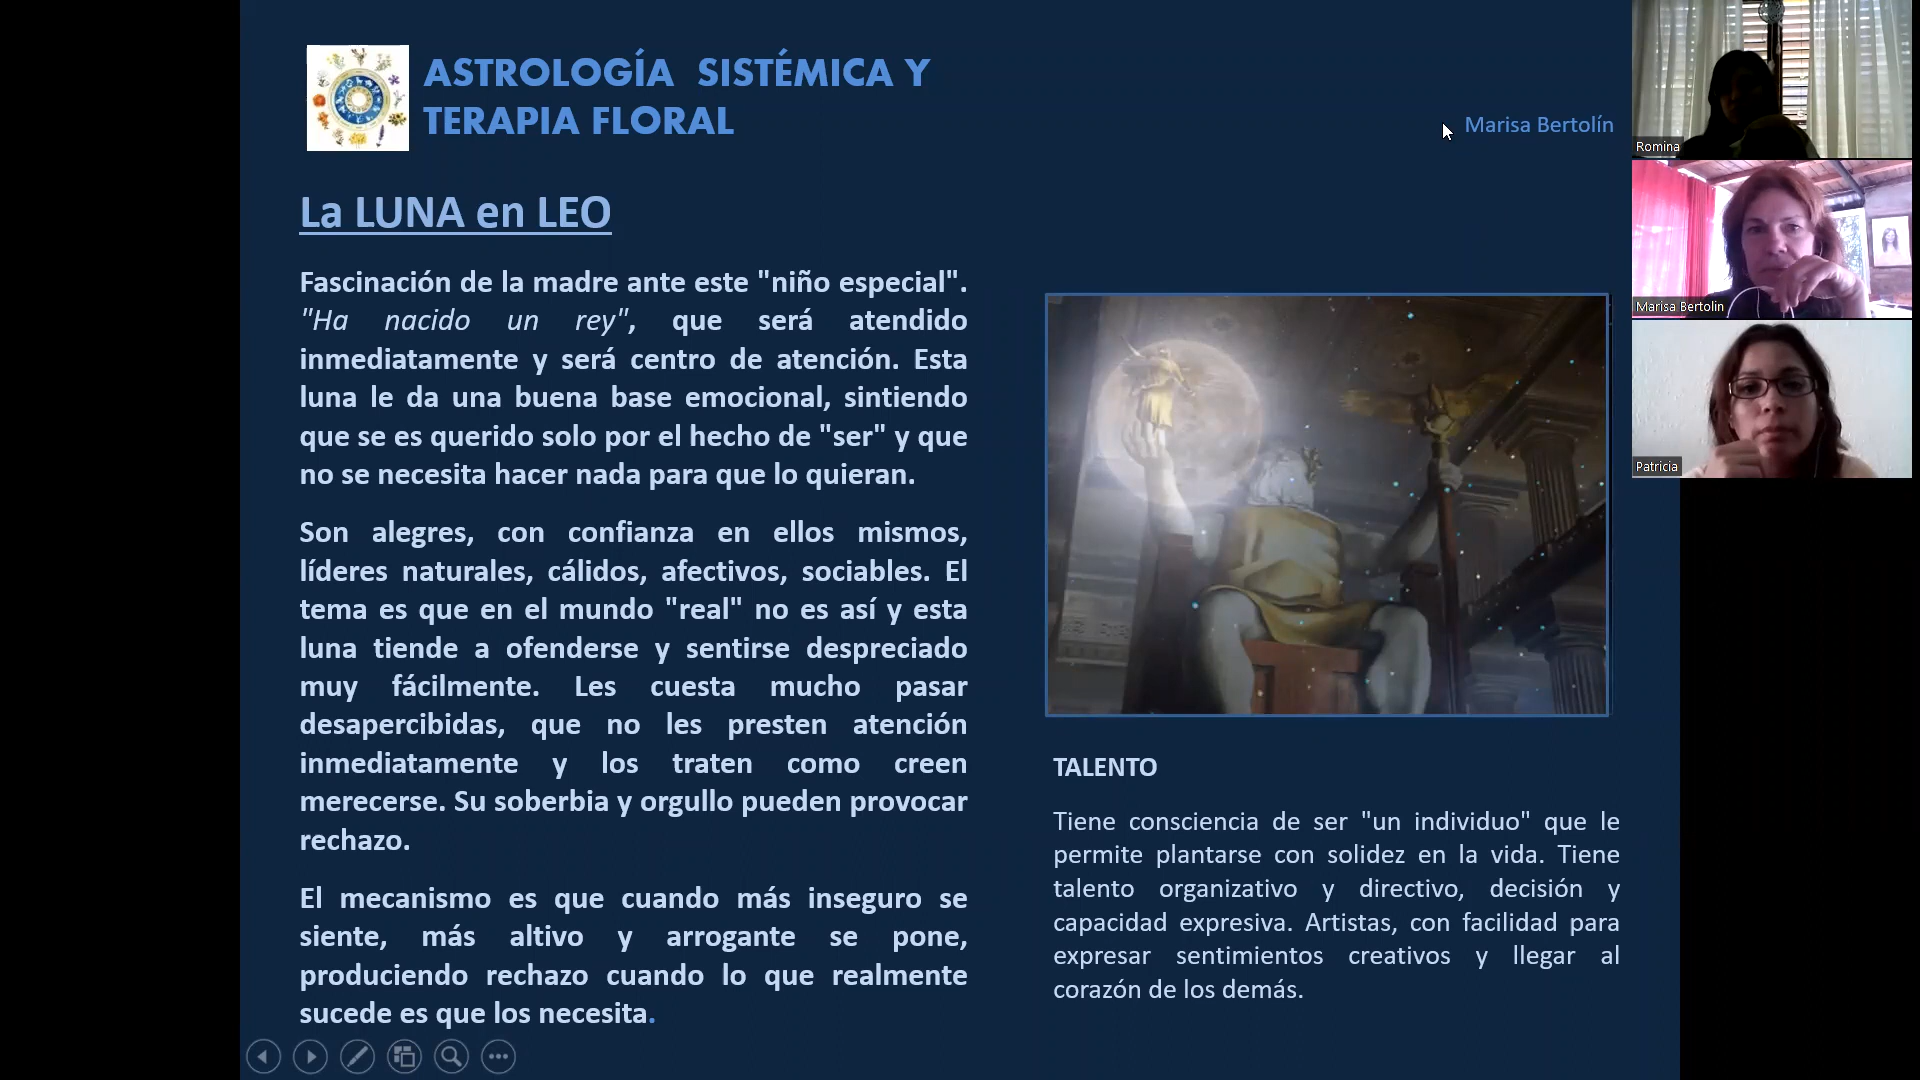 ASTROLOGÍA SISTÉMICA Y
TERAPIA FLORAL
Marisa Bertolín
La LUNA en LEO
Fascinación de la madre ante este "niño especial".
"Ha nacido un rey", que será atendido
inmediatamente y será centro de atención. Esta
luna le da una buena base emocional, sintiendo
que se es querido solo por el hecho de "ser" y que
no se necesita hacer nada para que lo quieran.
Son alegres, con confianza en ellos mismos,
líderes naturales, cálidos, afectivos, sociables. El
tema es que en el mundo "real" no es así y esta
luna tiende a ofenderse y sentirse despreciado
muy fácilmente. Les cuesta mucho pasar
desapercibidas, que no les presten atención
inmediatamente y los traten como creen
merecerse. Su soberbia y orgullo pueden provocar
rechazo.
El mecanismo es que cuando más inseguro se
siente, más altivo y arrogante se pone,
produciendo rechazo cuando lo que realmente
sucede es que los necesita.
TALENTO
Tiene consciencia de ser "un individuo" que le
permite plantarse con solidez en la vida. Tiene
talento organizativo y directivo, decisión y
capacidad expresiva. Artistas, con facilidad para
expresar sentimientos creativos y llegar al
corazón de los demás.
Romina
Marisa Bertolin
Patricia